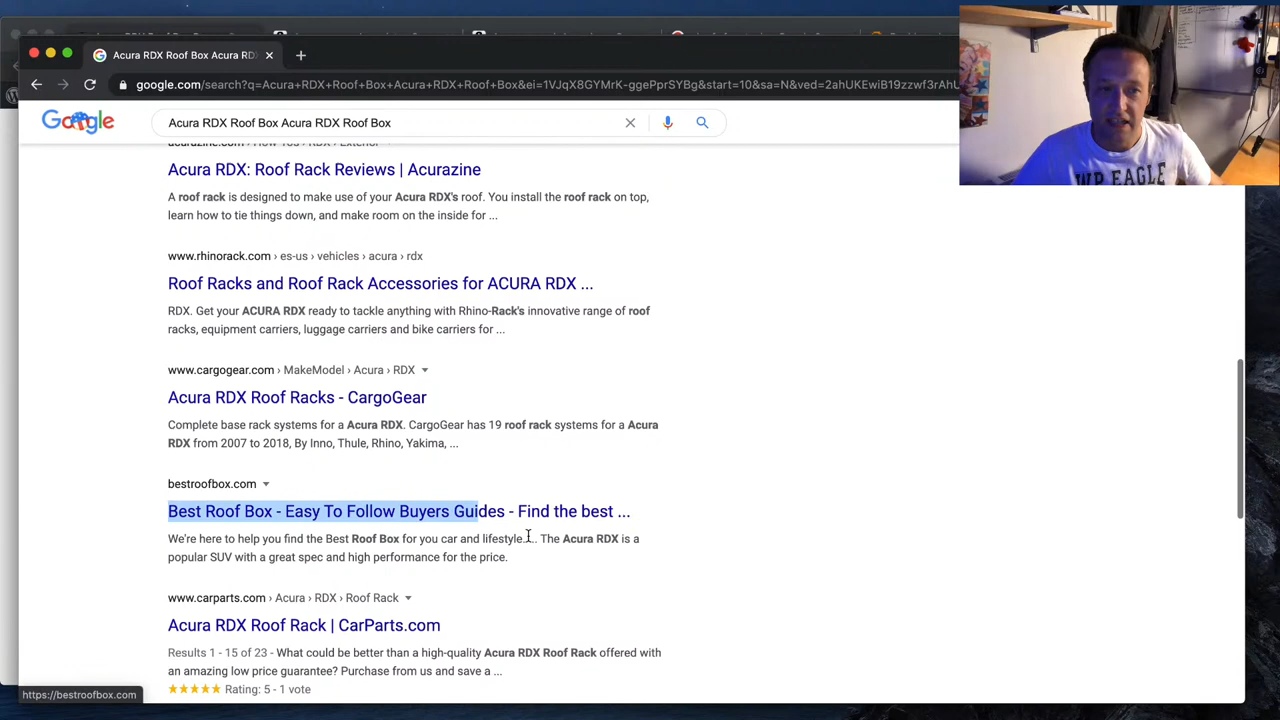 Acura RDX Roof Box Acura RD
google.com/search?q=Acura+RDX+Roof+Box+Acura+RDX+Roof+Box&ei=1VJqX8GYMrK-ggePprSYBg&start=10&sa=N&ved=2ahUKEwiB19zzwf3rAh
Google
Acura RDX Roof Box Acura RDX Roof Box
WP EAGLE
acurazine.com › How-Tos › RDX › Exterior
Acura RDX: Roof Rack Reviews | Acurazine
A roof rack is designed to make use of your Acura RDX's roof. You install the roof rack on top,
learn how to tie things down, and make room on the inside for ...
www.rhinorack.com › es-us › vehicles › acura › rdx
Roof Racks and Roof Rack Accessories for ACURA RDX ...
RDX. Get your ACURA RDX ready to tackle anything with Rhino-Rack's innovative range of roof
racks, equipment carriers, luggage carriers and bike carriers for ...
www.cargogear.com › MakeModel › Acura › RDX
Acura RDX Roof Racks - CargoGear
Complete base rack systems for a Acura RDX. CargoGear has 19 roof rack systems for a Acura
RDX from 2007 to 2018, By Inno, Thule, Rhino, Yakima, ...
bestroofbox.com
Best Roof Box - Easy To Follow Buyers Guides - Find the best ...
We're here to help you find the Best Roof Box for you car and lifestyle. ... The Acura RDX is a
popular SUV with a great spec and high performance for the price.
www.carparts.com › Acura › RDX › Roof Rack
Acura RDX Roof Rack | CarParts.com
Results 1 - 15 of 23 - What could be better than a high-quality Acura RDX Roof Rack offered with
an amazing low price guarantee? Purchase from us and save a ...
Rating: 5 - 1 vote
https://bestroofbox.com